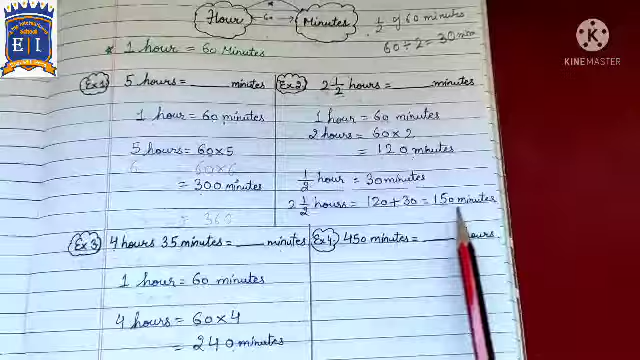 School
E I
Hour
60
Minutes
1/2 of 60 minutes
60 ÷ 2 = 30 min
* 1 hour = 60 Minutes
KINEMASTER
Ex1 5 hours = ____ minutes
1 hour = 60 minutes
5 hours = 60 × 5
= 300 minutes
Ex2 2 1/2 hours = ____ minutes
1 hour = 60 minutes
2 hours = 60 × 2
= 120 minutes
1/2 hour = 30 minutes
2 1/2 hours = 120 + 30 = 150 minutes
Ex3 4 hours 35 minutes = ____ minutes
1 hour = 60 minutes
4 hours = 60 × 4
= 240 minutes
Ex4 450 minutes = ____ hours